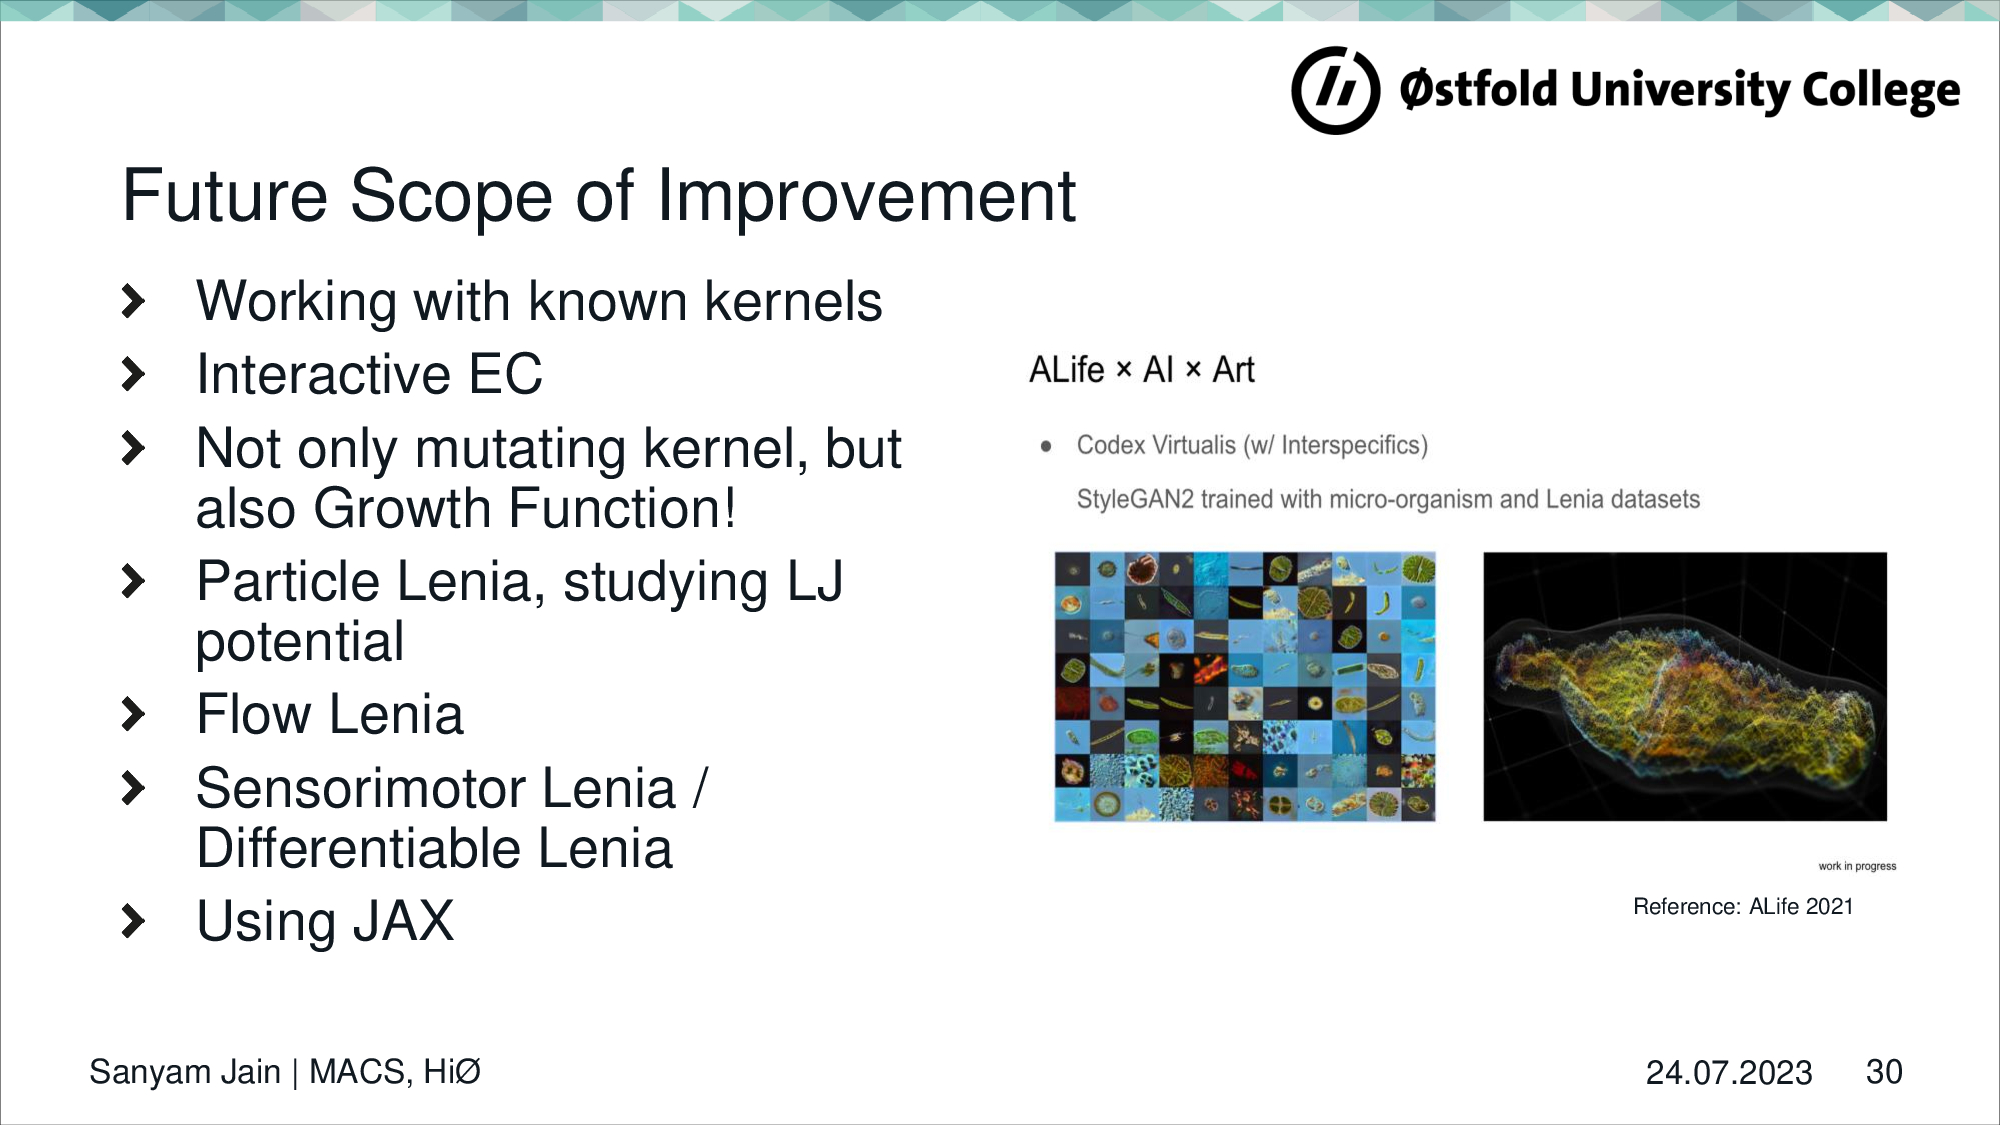 Østfold University College
Future Scope of Improvement
Working with known kernels
Interactive EC
Not only mutating kernel, but
also Growth Function!
Particle Lenia, studying LJ
potential
Flow Lenia
Sensorimotor Lenia /
Differentiable Lenia
Using JAX
ALife × AI × Art
Codex Virtualis (w/ Interspecifics)
StyleGAN2 trained with micro-organism and Lenia datasets
work in progress
Reference: ALife 2021
Sanyam Jain | MACS, HiØ
24.07.2023
30